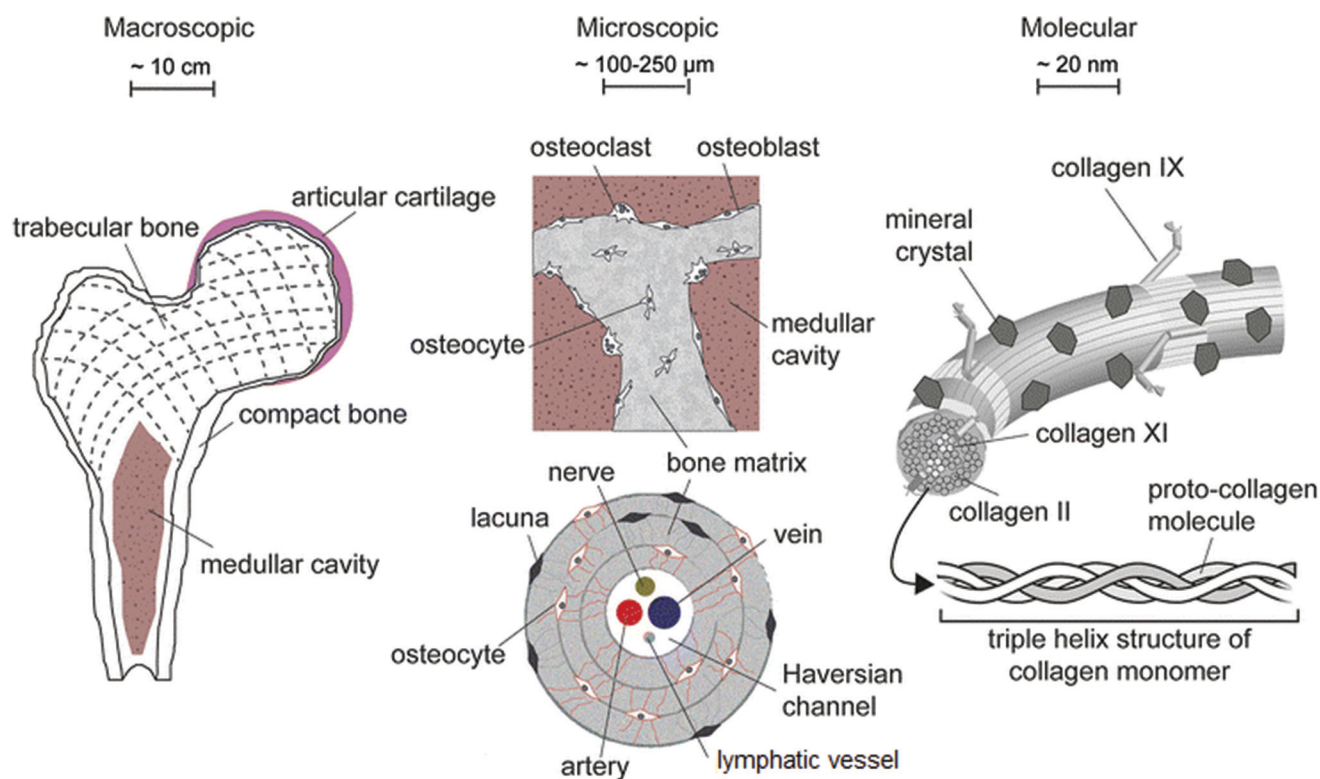 Macroscopic
~ 10 cm
articular cartilage
trabecular bone
compact bone
medullar cavity
Microscopic
~ 100-250 µm
osteoclast
osteoblast
osteocyte
medullar
cavity
bone matrix
nerve
lacuna
vein
osteocyte
Haversian
channel
artery
lymphatic vessel
Molecular
~ 20 nm
collagen IX
mineral
crystal
collagen XI
collagen II
proto-collagen
molecule
triple helix structure of
collagen monomer